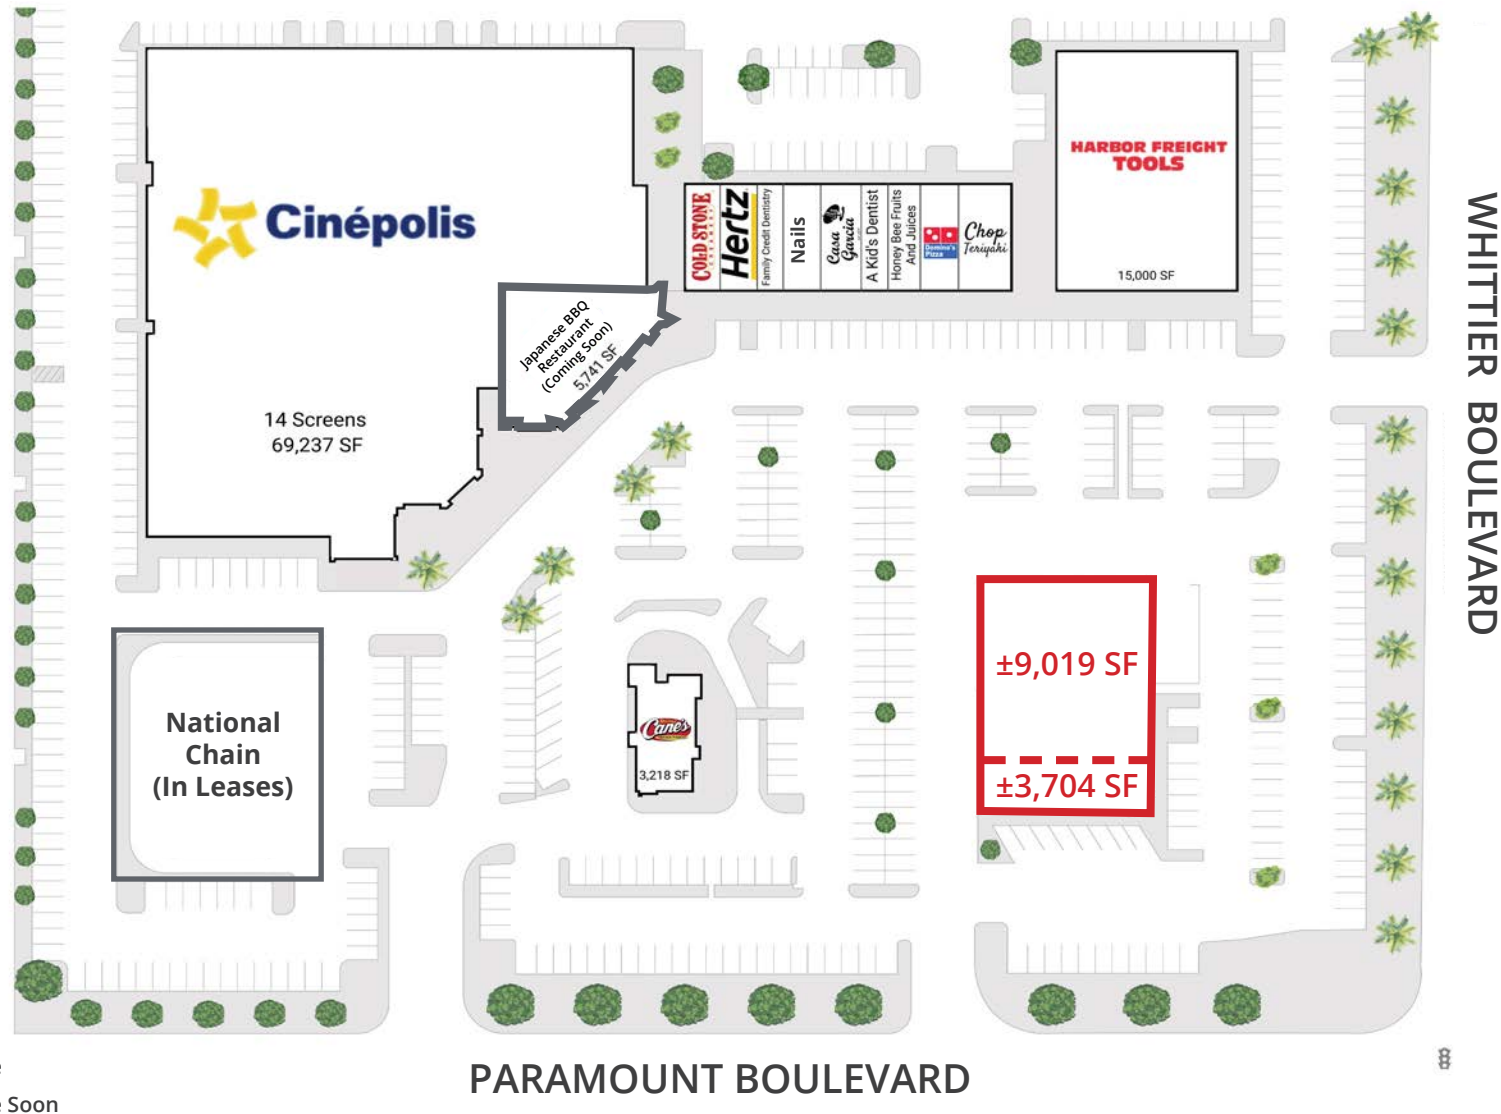 Cinépolis
14 Screens
69,237 SF
Japanese BBQ
Restaurant
(Coming Soon)
5,741 SF
COLD STONE
CREAMERY
Hertz
Family Credit Dentistry
Nails
Casa
Garcia
A Kid's Dentist
Honey Bee Fruits
And Juices
Domino's
Pizza
Chop
Teriyaki
HARBOR FREIGHT
TOOLS
15,000 SF
WHITTIER BOULEVARD
National
Chain
(In Leases)
Cane's
3,218 SF
±9,019 SF
±3,704 SF
PARAMOUNT BOULEVARD
Soon